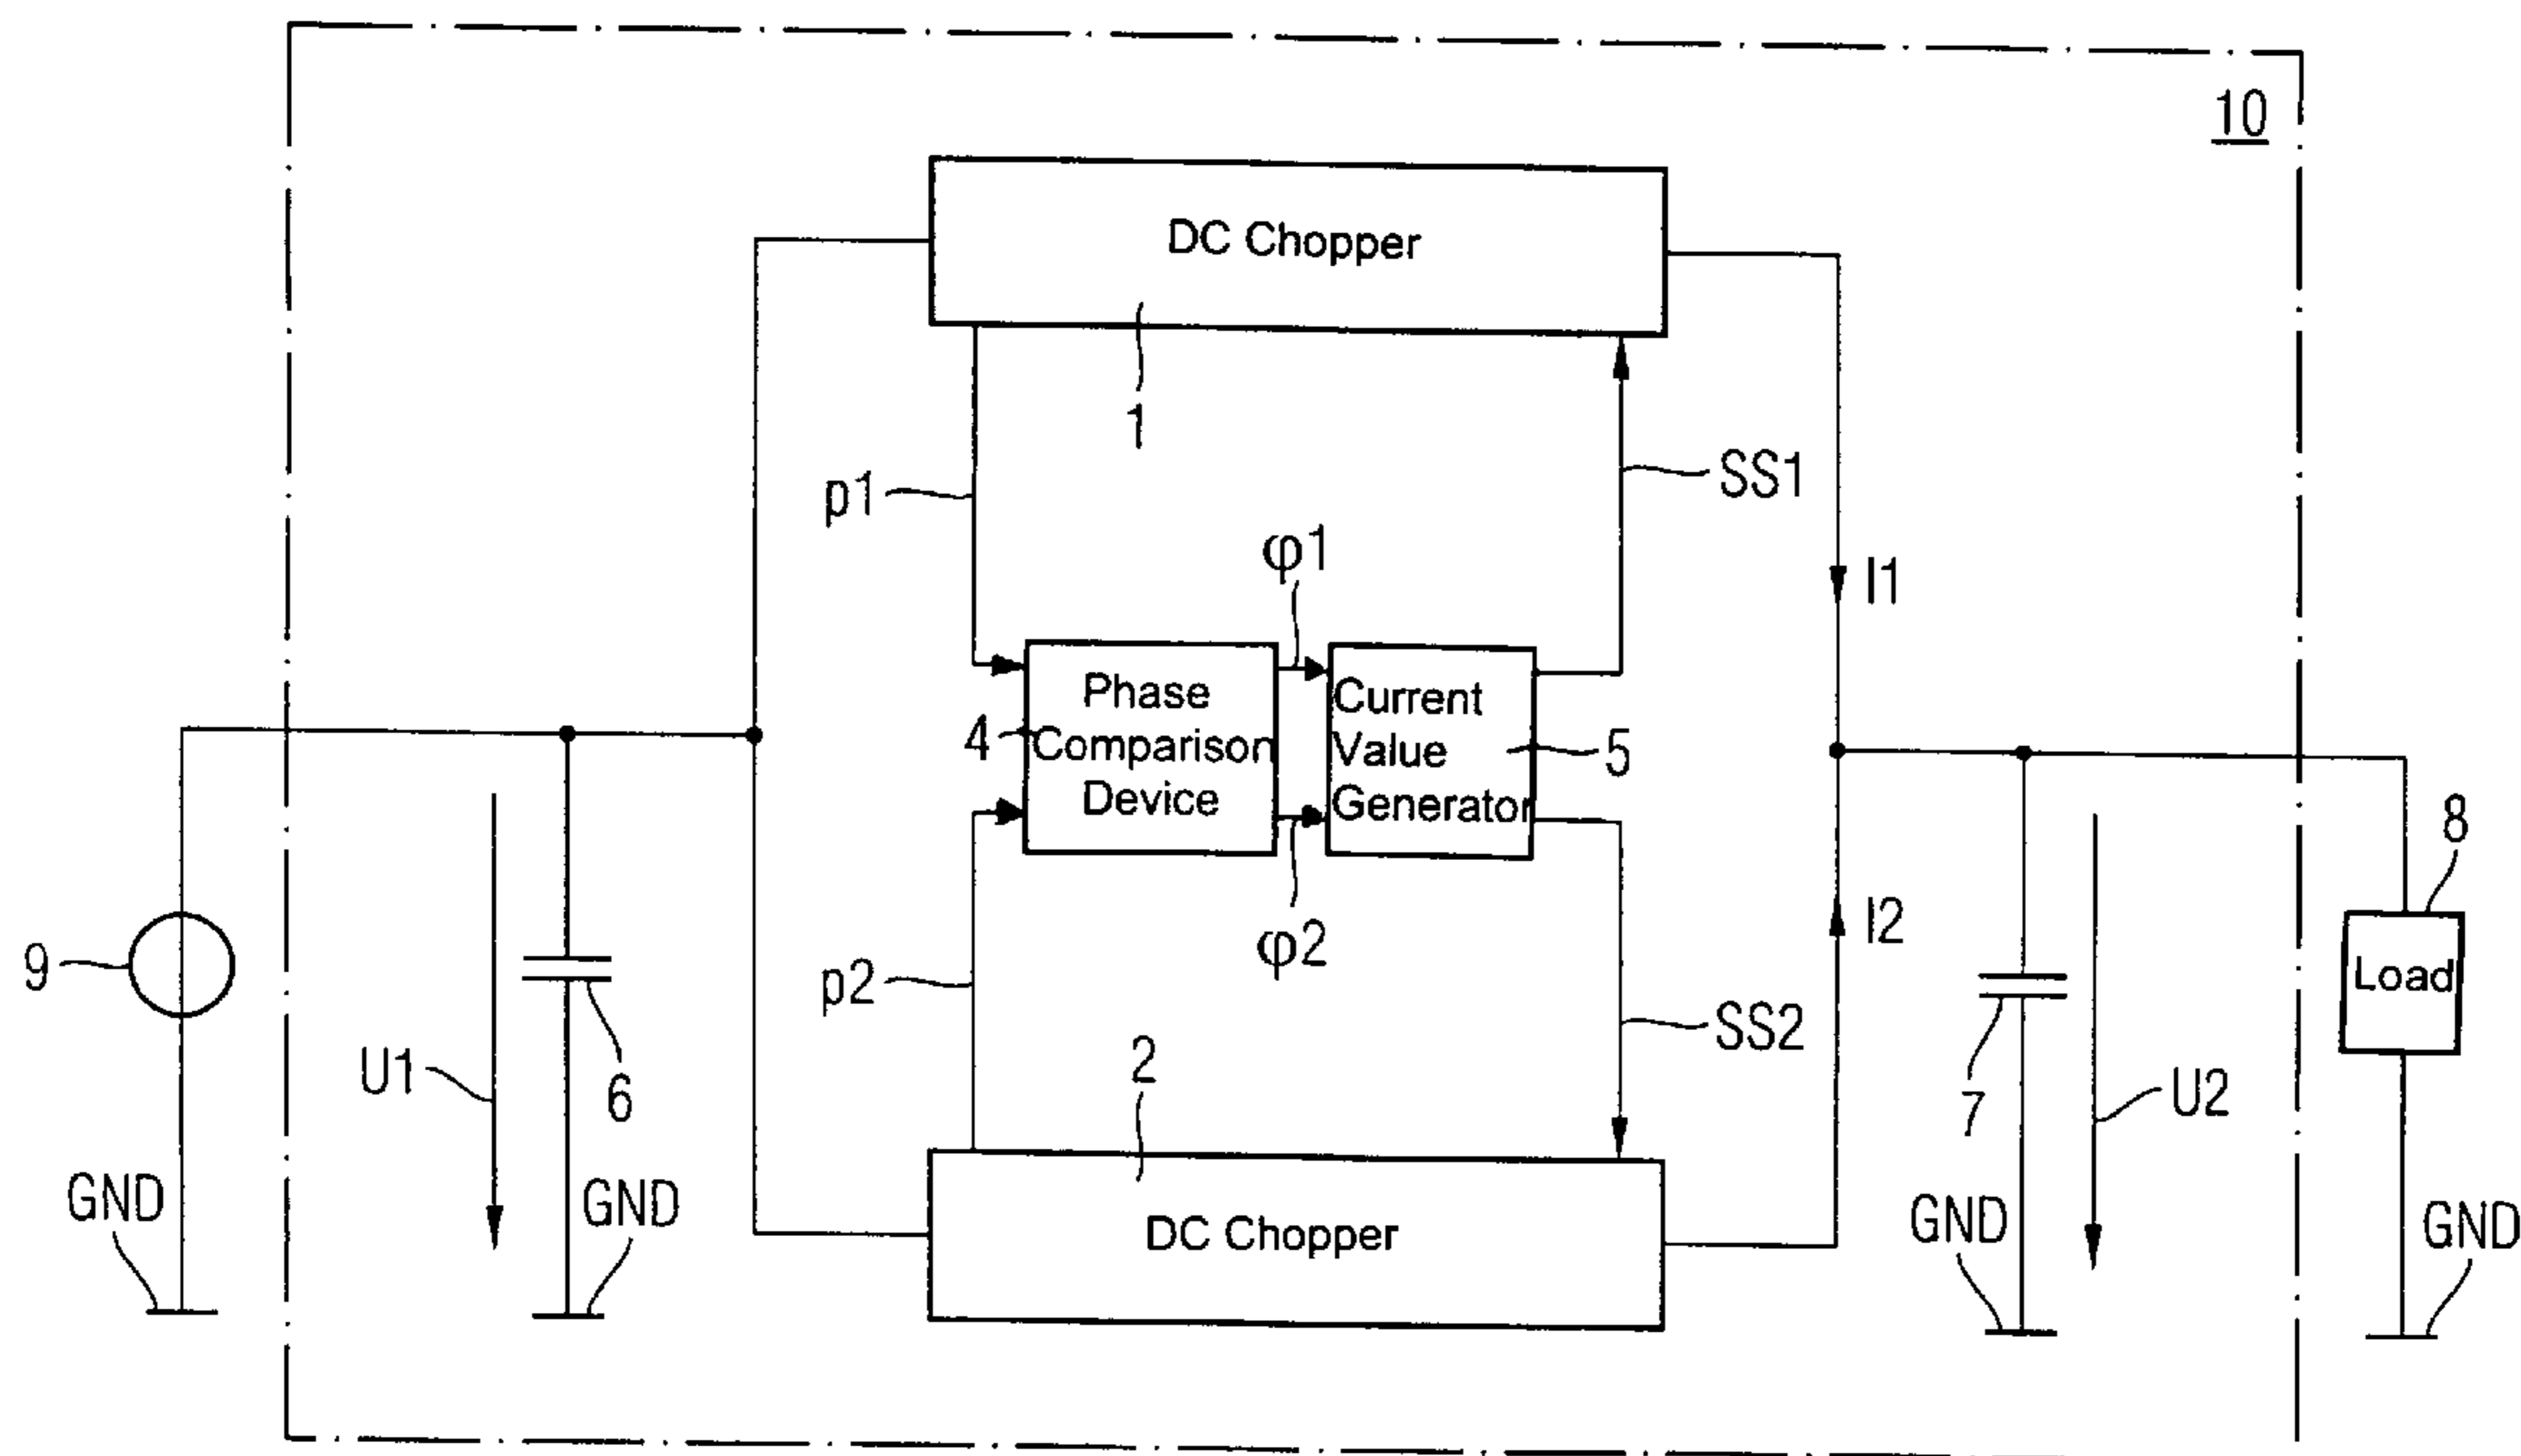 10
DC Chopper
1
p1
SS1
φ1
I1
Phase
Comparison
Device
4
Current
Value
Generator
5
8
9
φ2
I2
Load
p2
SS2
U1
6
2
7
U2
GND
GND
DC Chopper
GND
GND